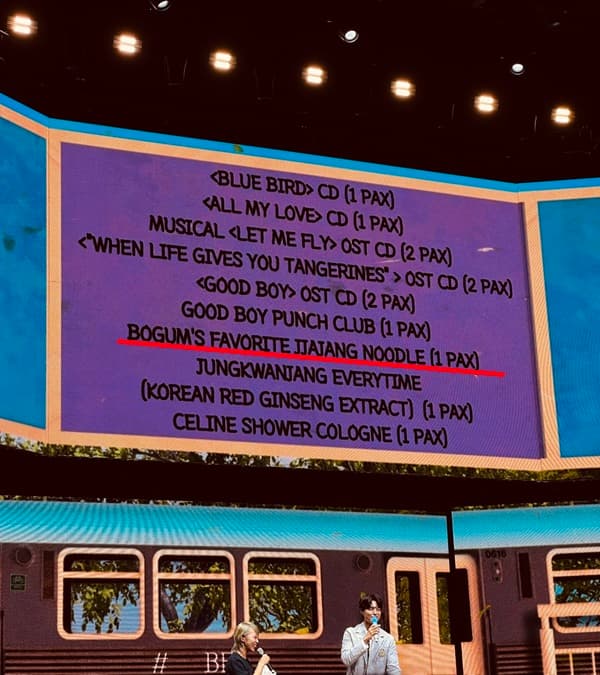 <BLUE BIRD> CD (1 PAX)
<ALL MY LOVE> CD (1 PAX)
MUSICAL <LET ME FLY> OST CD (2 PAX)
<"WHEN LIFE GIVES YOU TANGERINES" > OST CD (2 PAX)
<GOOD BOY> OST CD (2 PAX)
GOOD BOY PUNCH CLUB (1 PAX)
BOGUM'S FAVORITE JJAJANG NOODLE (1 PAX)
JUNGKWANJANG EVERYTIME
(KOREAN RED GINSENG EXTRACT) (1 PAX)
CELINE SHOWER COLOGNE (1 PAX)
0616
#